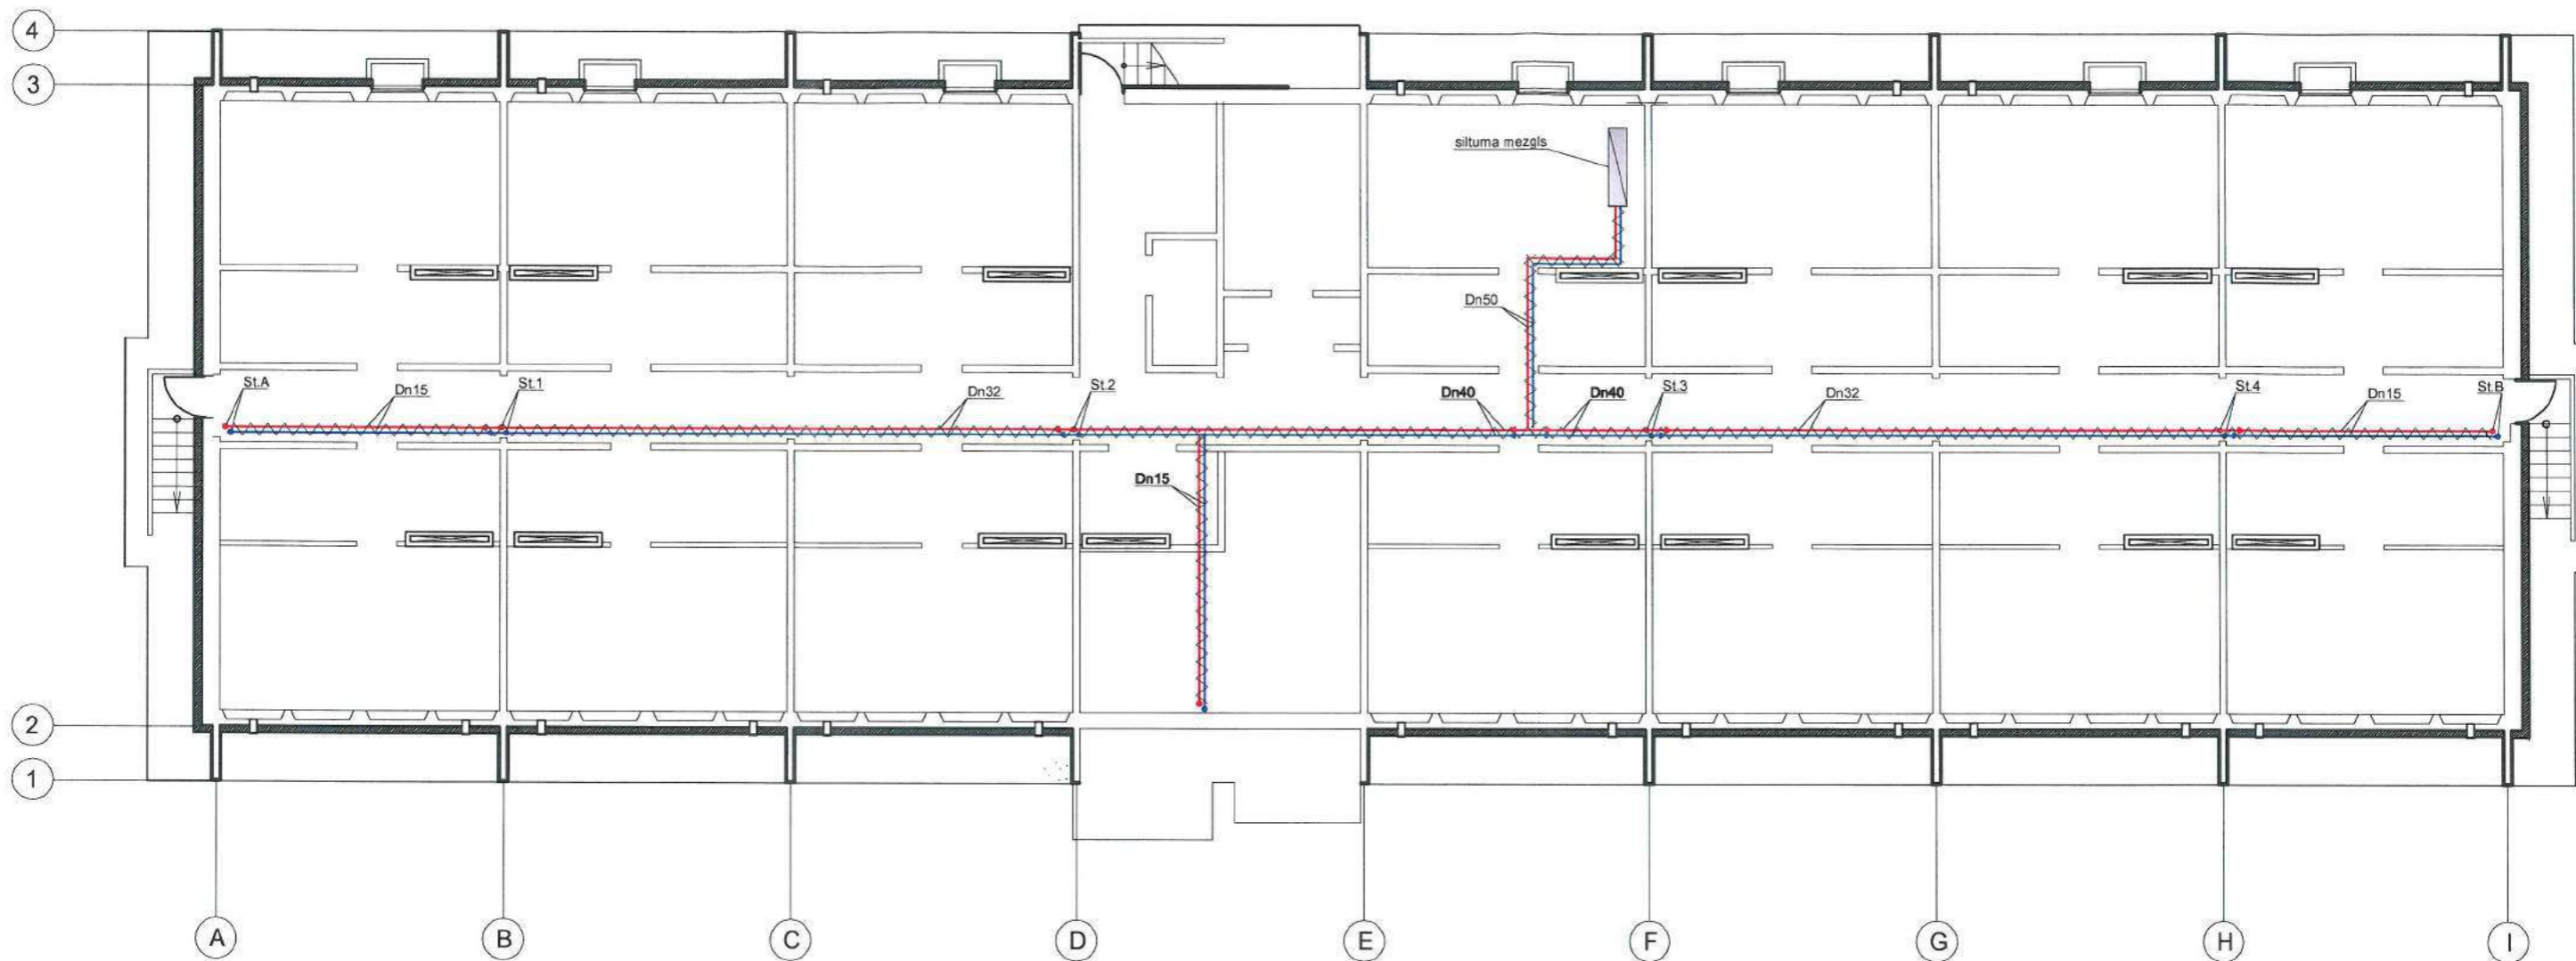 4
3
siltuma mezgls
Dn50
St.A
Dn15
St.1
Dn32
St.2
Dn40
Dn40
St.3
Dn32
St.4
Dn15
St.B
Dn15
2
1
A
B
C
D
E
F
G
H
I